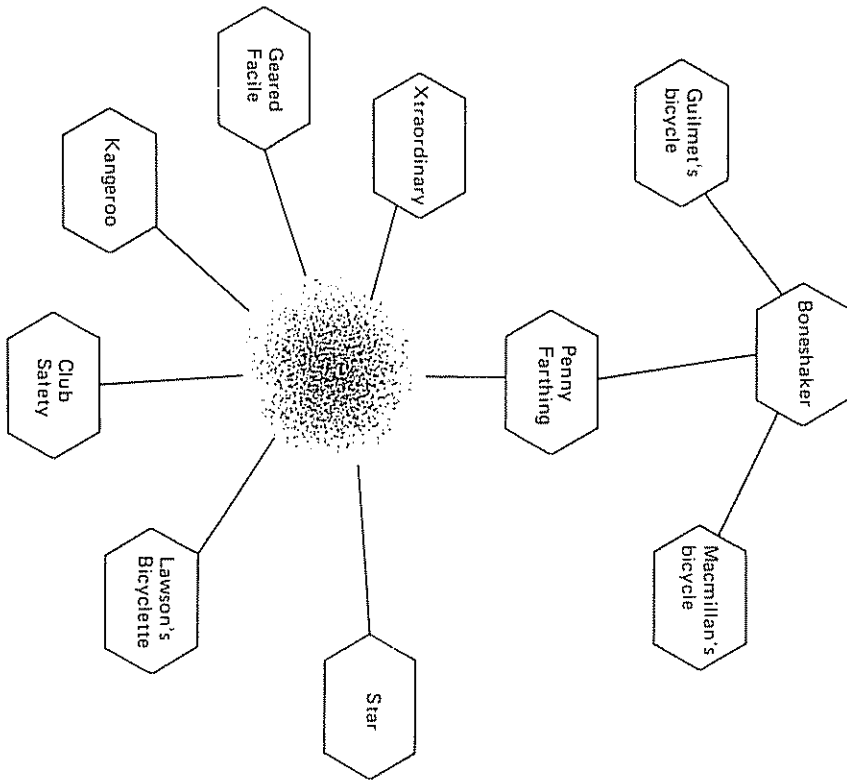 Boneshaker
Guilmet's
bicycle
Macmillan's
bicycle
Penny
Farthing
Xtraordinary
Star
Geared
Facile
Lawson's
Bicyclette
Kangeroo
Club
Satety